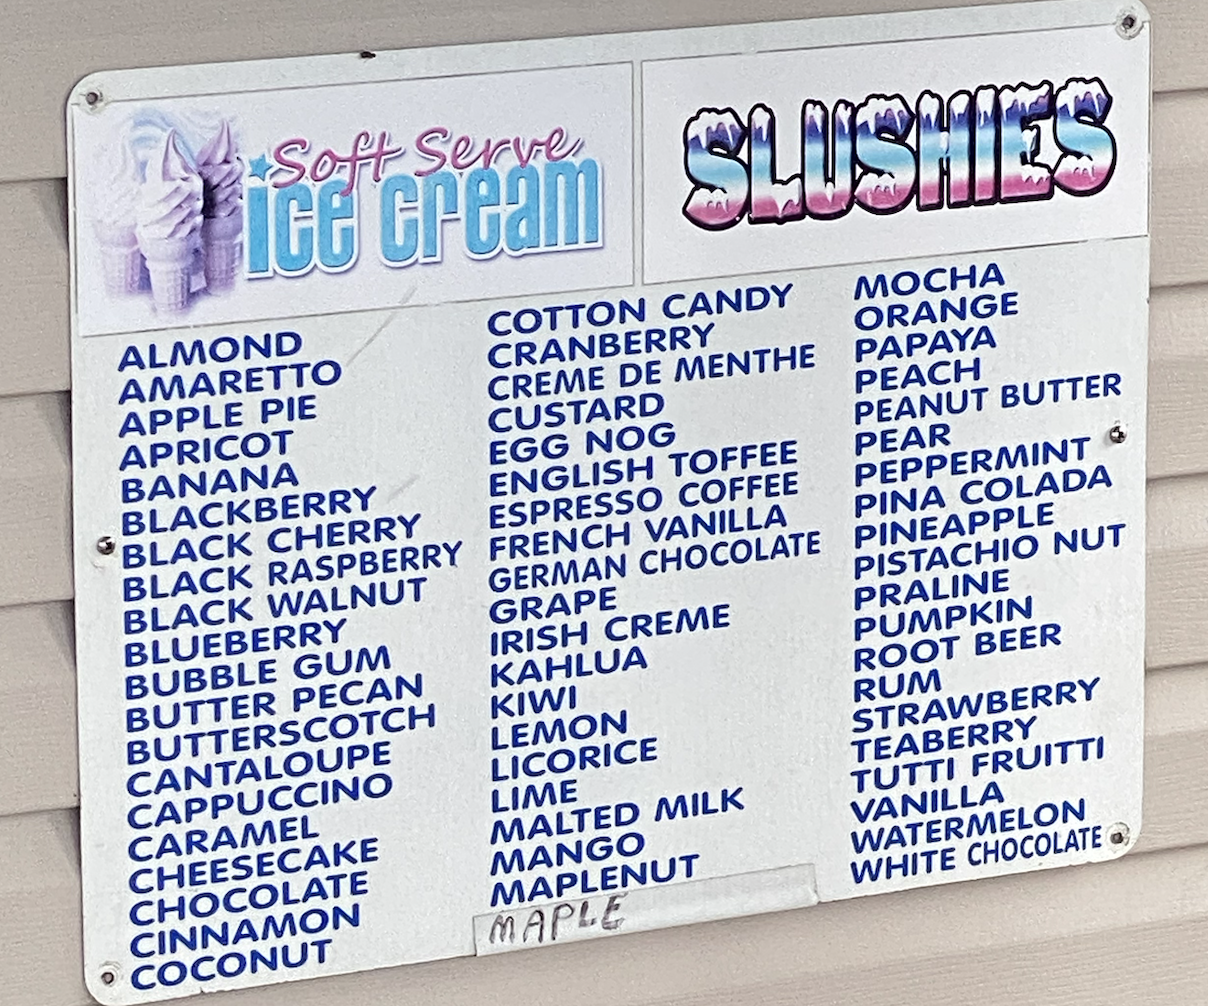 Soft Serve
ice cream
SLUSHIES
ALMOND
AMARETTO
APPLE PIE
APRICOT
BANANA
BLACKBERRY
BLACK CHERRY
BLACK RASPBERRY
BLACK WALNUT
BLUEBERRY
BUBBLE GUM
BUTTER PECAN
BUTTERSCOTCH
CANTALOUPE
CAPPUCCINO
CARAMEL
CHEESECAKE
CHOCOLATE
CINNAMON
COCONUT
COTTON CANDY
CRANBERRY
CREME DE MENTHE
CUSTARD
EGG NOG
ENGLISH TOFFEE
ESPRESSO COFFEE
FRENCH VANILLA
GERMAN CHOCOLATE
GRAPE
IRISH CREME
KAHLUA
KIWI
LEMON
LICORICE
LIME
MALTED MILK
MANGO
MAPLENUT
MAPLE
MOCHA
ORANGE
PAPAYA
PEACH
PEANUT BUTTER
PEAR
PEPPERMINT
PINA COLADA
PINEAPPLE
PISTACHIO NUT
PRALINE
PUMPKIN
ROOT BEER
RUM
STRAWBERRY
TEABERRY
TUTTI FRUITTI
VANILLA
WATERMELON
WHITE CHOCOLATE